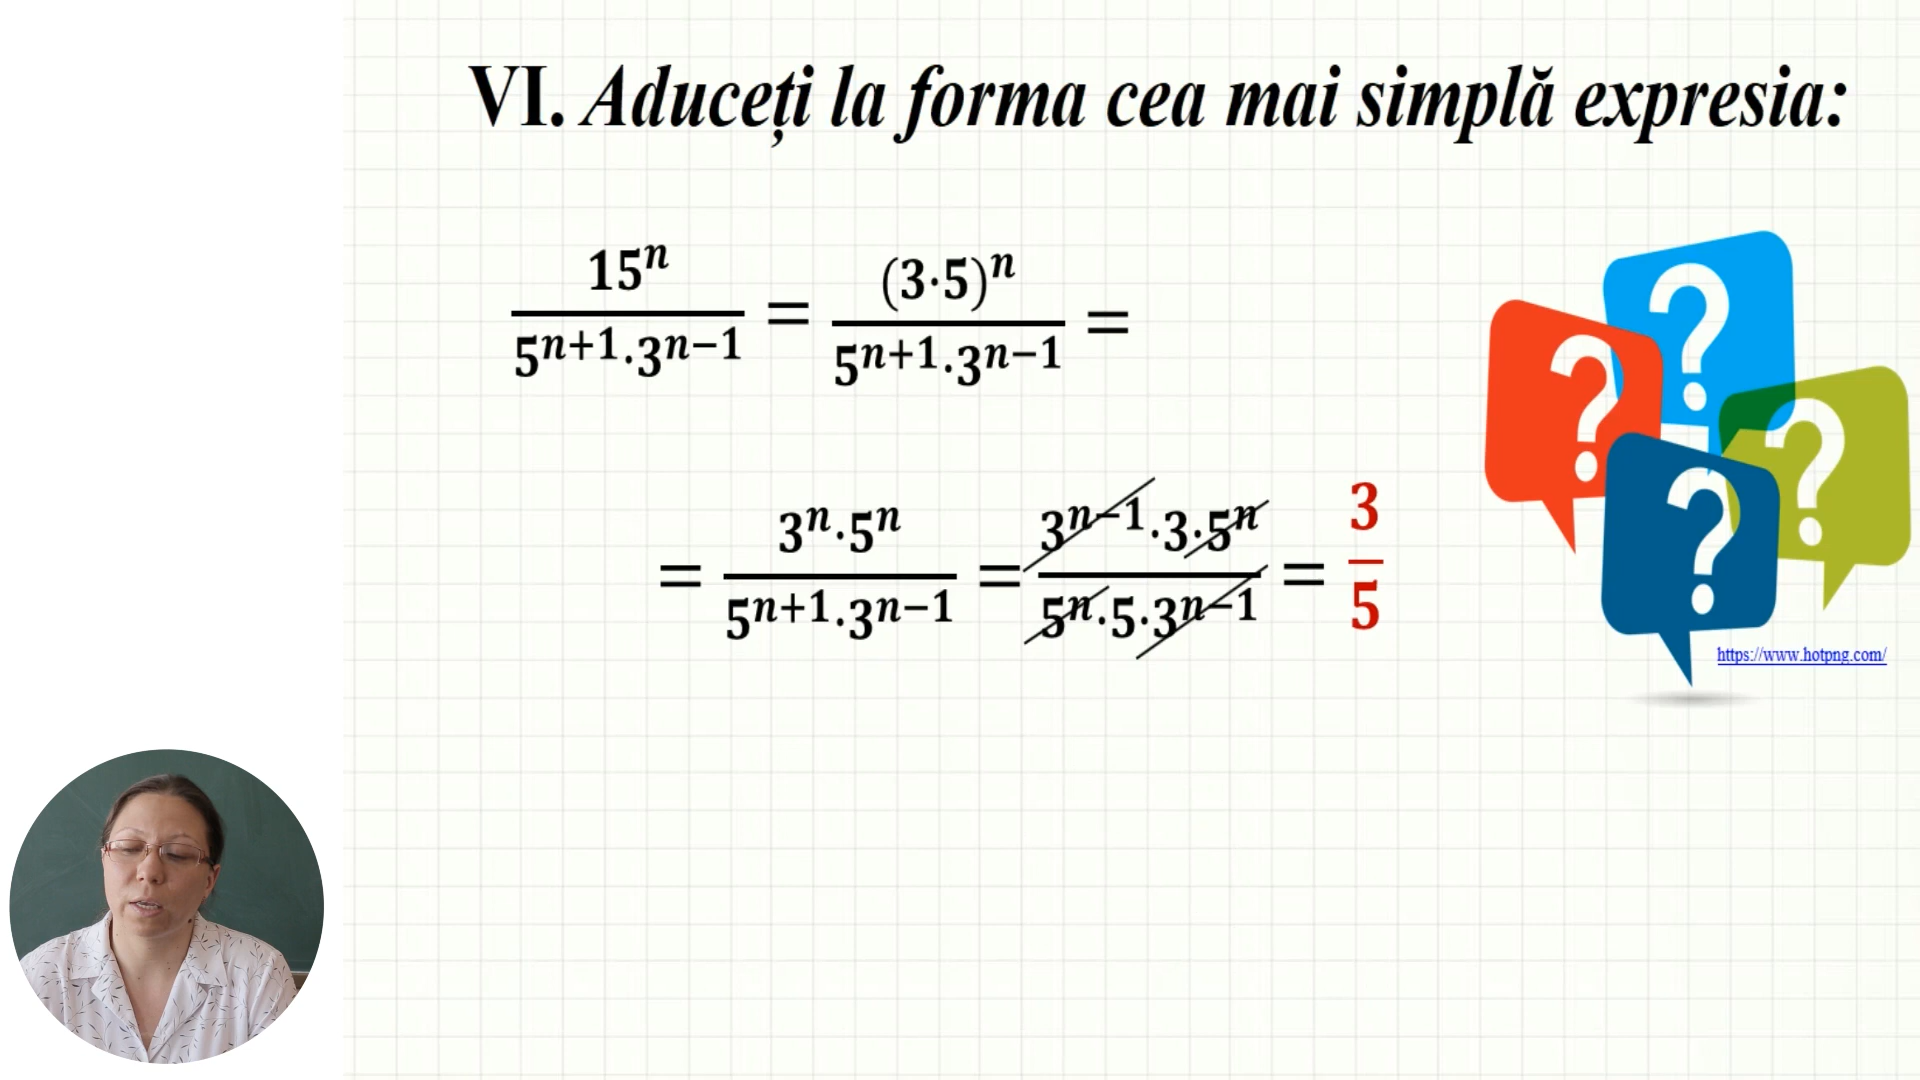 VI. Aduceți la forma cea mai simplă expresia:
15ⁿ / 5ⁿ⁺¹·3ⁿ⁻¹ = (3·5)ⁿ / 5ⁿ⁺¹·3ⁿ⁻¹ =
= 3ⁿ·5ⁿ / 5ⁿ⁺¹·3ⁿ⁻¹ = 3ⁿ⁻¹·3·5ⁿ / 5ⁿ·5·3ⁿ⁻¹ = 3 / 5
? ? ? ?
https://www.hotpng.com/